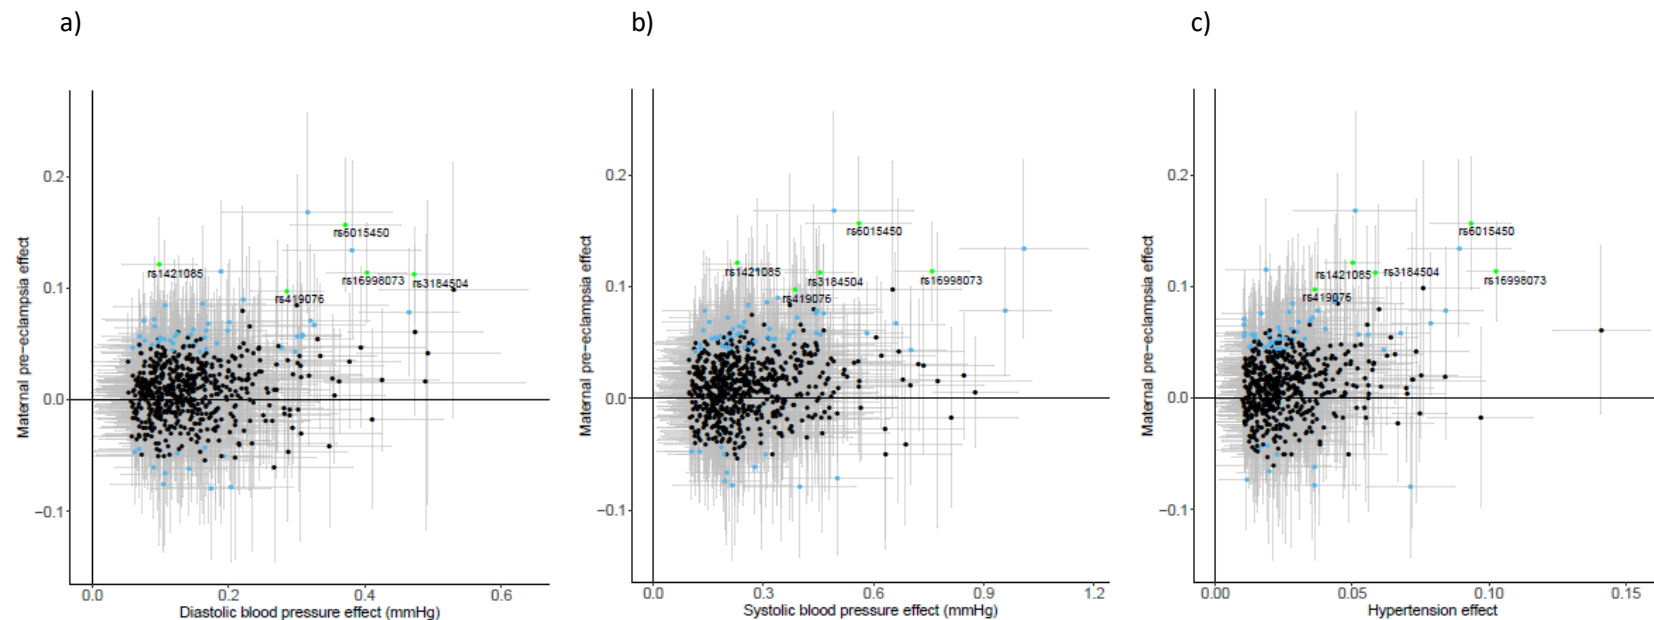 a)
b)
c)
Maternal pre-eclampsia effect
0.2
0.1
0.0
−0.1
rs6015450
rs1421085
rs16998073
rs3184504
rs419076
0.0
0.2
0.4
0.6
Diastolic blood pressure effect (mmHg)
Maternal pre-eclampsia effect
0.2
0.1
0.0
−0.1
rs6015450
rs1421085
rs3184504
rs16998073
rs419076
0.0
0.3
0.6
0.9
1.2
Systolic blood pressure effect (mmHg)
Maternal pre-eclampsia effect
0.2
0.1
0.0
−0.1
rs6015450
rs1421085
rs3184504
rs16998073
rs419076
0.00
0.05
0.10
0.15
Hypertension effect